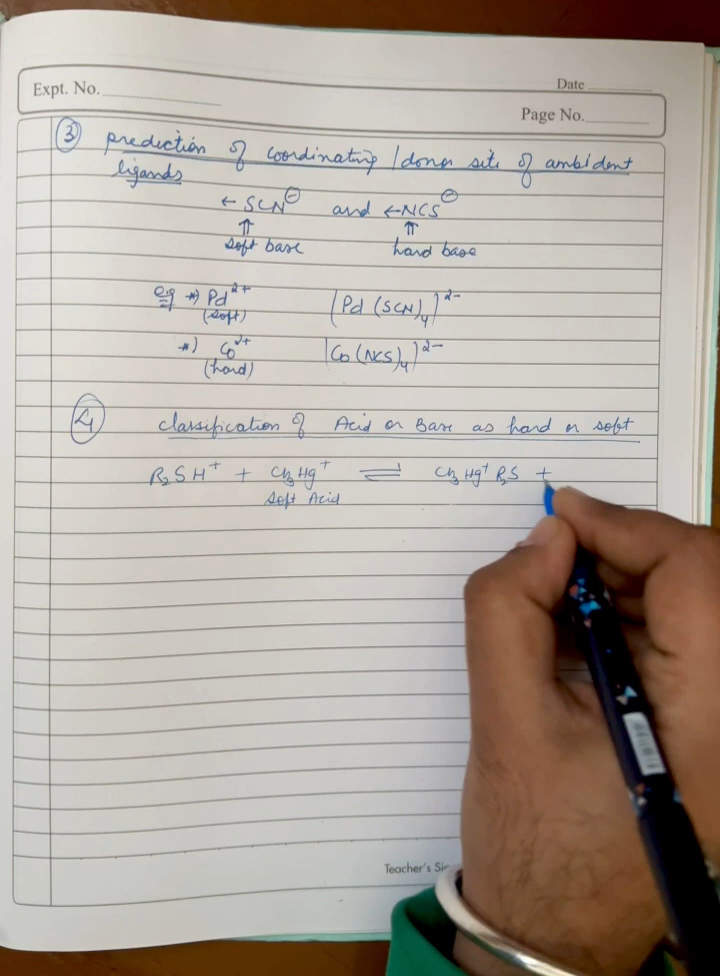 Expt. No.
Date
Page No.
③ prediction of coordinating / donor site of ambident
ligands
← SCN⊖ and ←NCS⊖
⇑ ⇑
soft base hard base
eg *) Pd²⁺ [Pd (SCN)₄]²⁻
(soft)
*) Co²⁺ [Co (NCS)₄]²⁻
(hard)
④ classification of Acid or Base as hard or soft
R₂SH⁺ + CH₃Hg⁺ ⇌ CH₃Hg⁺R₂S +
Soft Acid
Teacher's